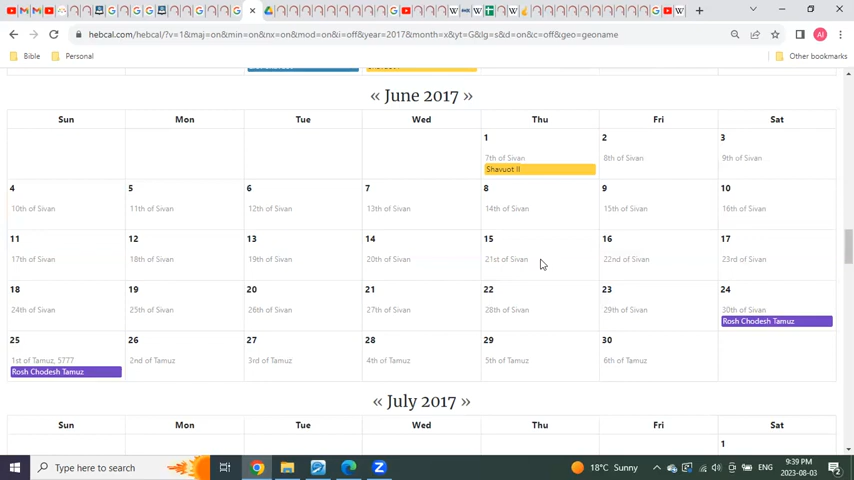 hebcal.com/hebcal/?v=1&maj=on&min=on&nx=on&mod=on&i=off&year=2017&month=x&yt=G&lg=s&d=on&c=off&geo=geoname
AI
Bible
Personal
Other bookmarks
« June 2017 »
Sun Mon Tue Wed Thu Fri Sat
1 2 3
7th of Sivan 8th of Sivan 9th of Sivan
Shavuot II
4 5 6 7 8 9 10
10th of Sivan 11th of Sivan 12th of Sivan 13th of Sivan 14th of Sivan 15th of Sivan 16th of Sivan
11 12 13 14 15 16 17
17th of Sivan 18th of Sivan 19th of Sivan 20th of Sivan 21st of Sivan 22nd of Sivan 23rd of Sivan
18 19 20 21 22 23 24
24th of Sivan 25th of Sivan 26th of Sivan 27th of Sivan 28th of Sivan 29th of Sivan 30th of Sivan
Rosh Chodesh Tamuz
25 26 27 28 29 30
1st of Tamuz, 5777 2nd of Tamuz 3rd of Tamuz 4th of Tamuz 5th of Tamuz 6th of Tamuz
Rosh Chodesh Tamuz
« July 2017 »
Sun Mon Tue Wed Thu Fri Sat
1
Type here to search
18°C Sunny
ENG
9:39 PM
2023-08-03
2